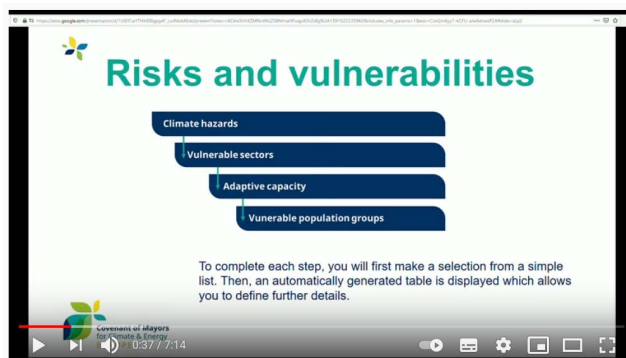 Risks and vulnerabilities
Climate hazards
Vulnerable sectors
Adaptive capacity
Vunerable population groups
To complete each step, you will first make a selection from a simple
list. Then, an automatically generated table is displayed which allows
you to define further details.
Covenant of Mayors
for Climate & Energy
0:37 / 7:14